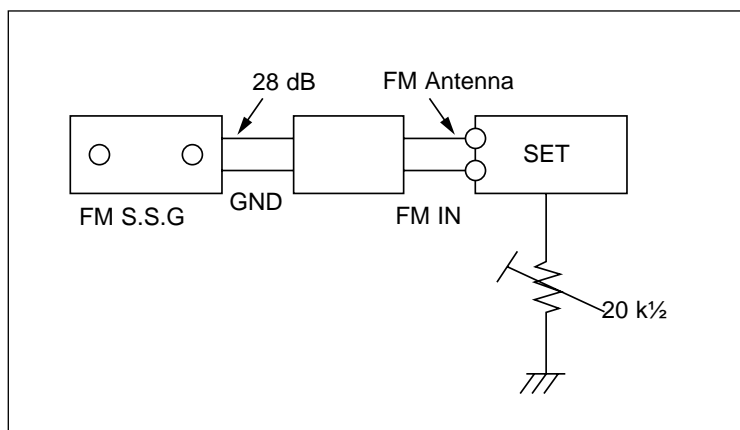 28 dB
FM Antenna
SET
FM S.S.G
GND
FM IN
20 k½